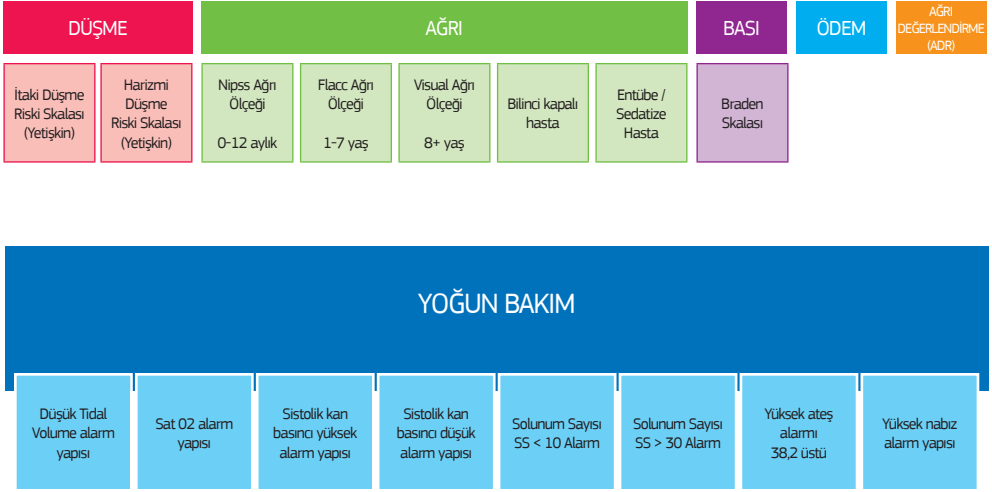 DÜŞME
AĞRI
BASI
ÖDEM
AĞRI
DEĞERLENDİRME
(ADR)
İtaki Düşme
Riski Skalası
(Yetişkin)
Harizmi
Düşme
Riski Skalası
(Yetişkin)
Nipss Ağrı
Ölçeği
0-12 aylık
Flacc Ağrı
Ölçeği
1-7 yaş
Visual Ağrı
Ölçeği
8+ yaş
Bilinci kapalı
hasta
Entübe /
Sedatize
Hasta
Braden
Skalası
YOĞUN BAKIM
Düşük Tidal
Volume alarm
yapısı
Sat 02 alarm
yapısı
Sistolik kan
basıncı yüksek
alarm yapısı
Sistolik kan
basıncı düşük
alarm yapısı
Solunum Sayısı
SS < 10 Alarm
Solunum Sayısı
SS > 30 Alarm
Yüksek ateş
alarmı
38,2 üstü
Yüksek nabız
alarm yapısı